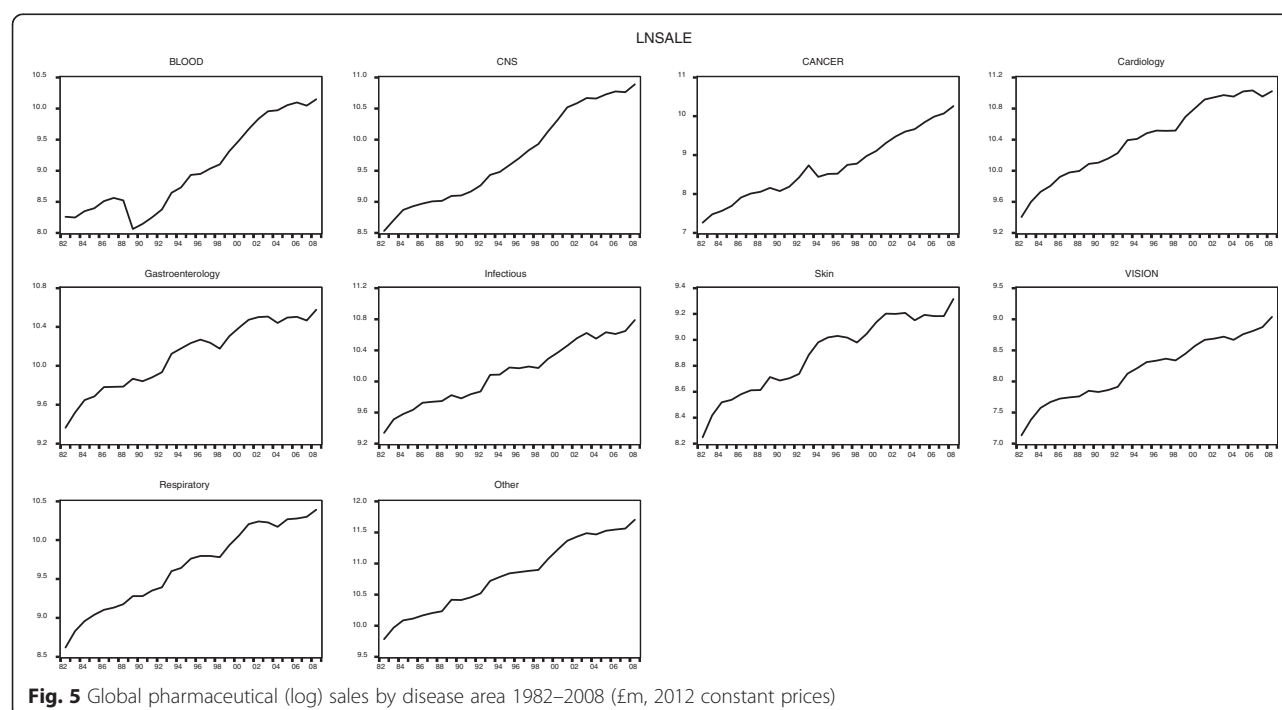 LNSALE
BLOOD
10.5
10.0
9.5
9.0
8.5
8.0
82 84 86 88 90 92 94 96 98 00 02 04 06 08
CNS
11.0
10.5
10.0
9.5
9.0
8.5
82 84 86 88 90 92 94 96 98 00 02 04 06 08
CANCER
11
10
9
8
7
82 84 86 88 90 92 94 96 98 00 02 04 06 08
Cardiology
11.2
10.8
10.4
10.0
9.6
9.2
82 84 86 88 90 92 94 96 98 00 02 04 06 08
Gastroenterology
10.8
10.4
10.0
9.6
9.2
82 84 86 88 90 92 94 96 98 00 02 04 06 08
Infectious
11.2
10.8
10.4
10.0
9.6
9.2
82 84 86 88 90 92 94 96 98 00 02 04 06 08
Skin
9.4
9.2
9.0
8.8
8.6
8.4
8.2
82 84 86 88 90 92 94 96 98 00 02 04 06 08
VISION
9.5
9.0
8.5
8.0
7.5
7.0
82 84 86 88 90 92 94 96 98 00 02 04 06 08
Respiratory
10.5
10.0
9.5
9.0
8.5
82 84 86 88 90 92 94 96 98 00 02 04 06 08
Other
12.0
11.5
11.0
10.5
10.0
9.5
82 84 86 88 90 92 94 96 98 00 02 04 06 08
Fig. 5 Global pharmaceutical (log) sales by disease area 1982–2008 (£m, 2012 constant prices)